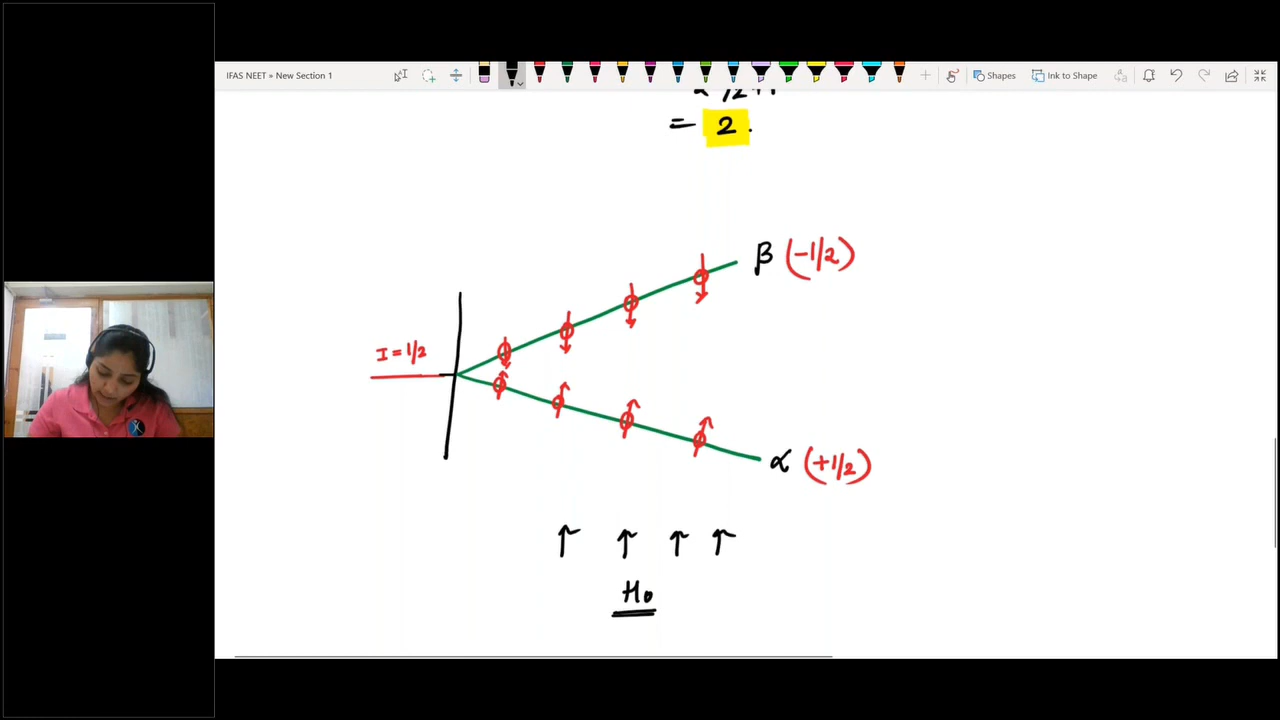 IFAS NEET » New Section 1
Shapes
Ink to Shape
= 2.
β (-1/2)
I = 1/2
α (+1/2)
↑ ↑ ↑ ↑
H₀